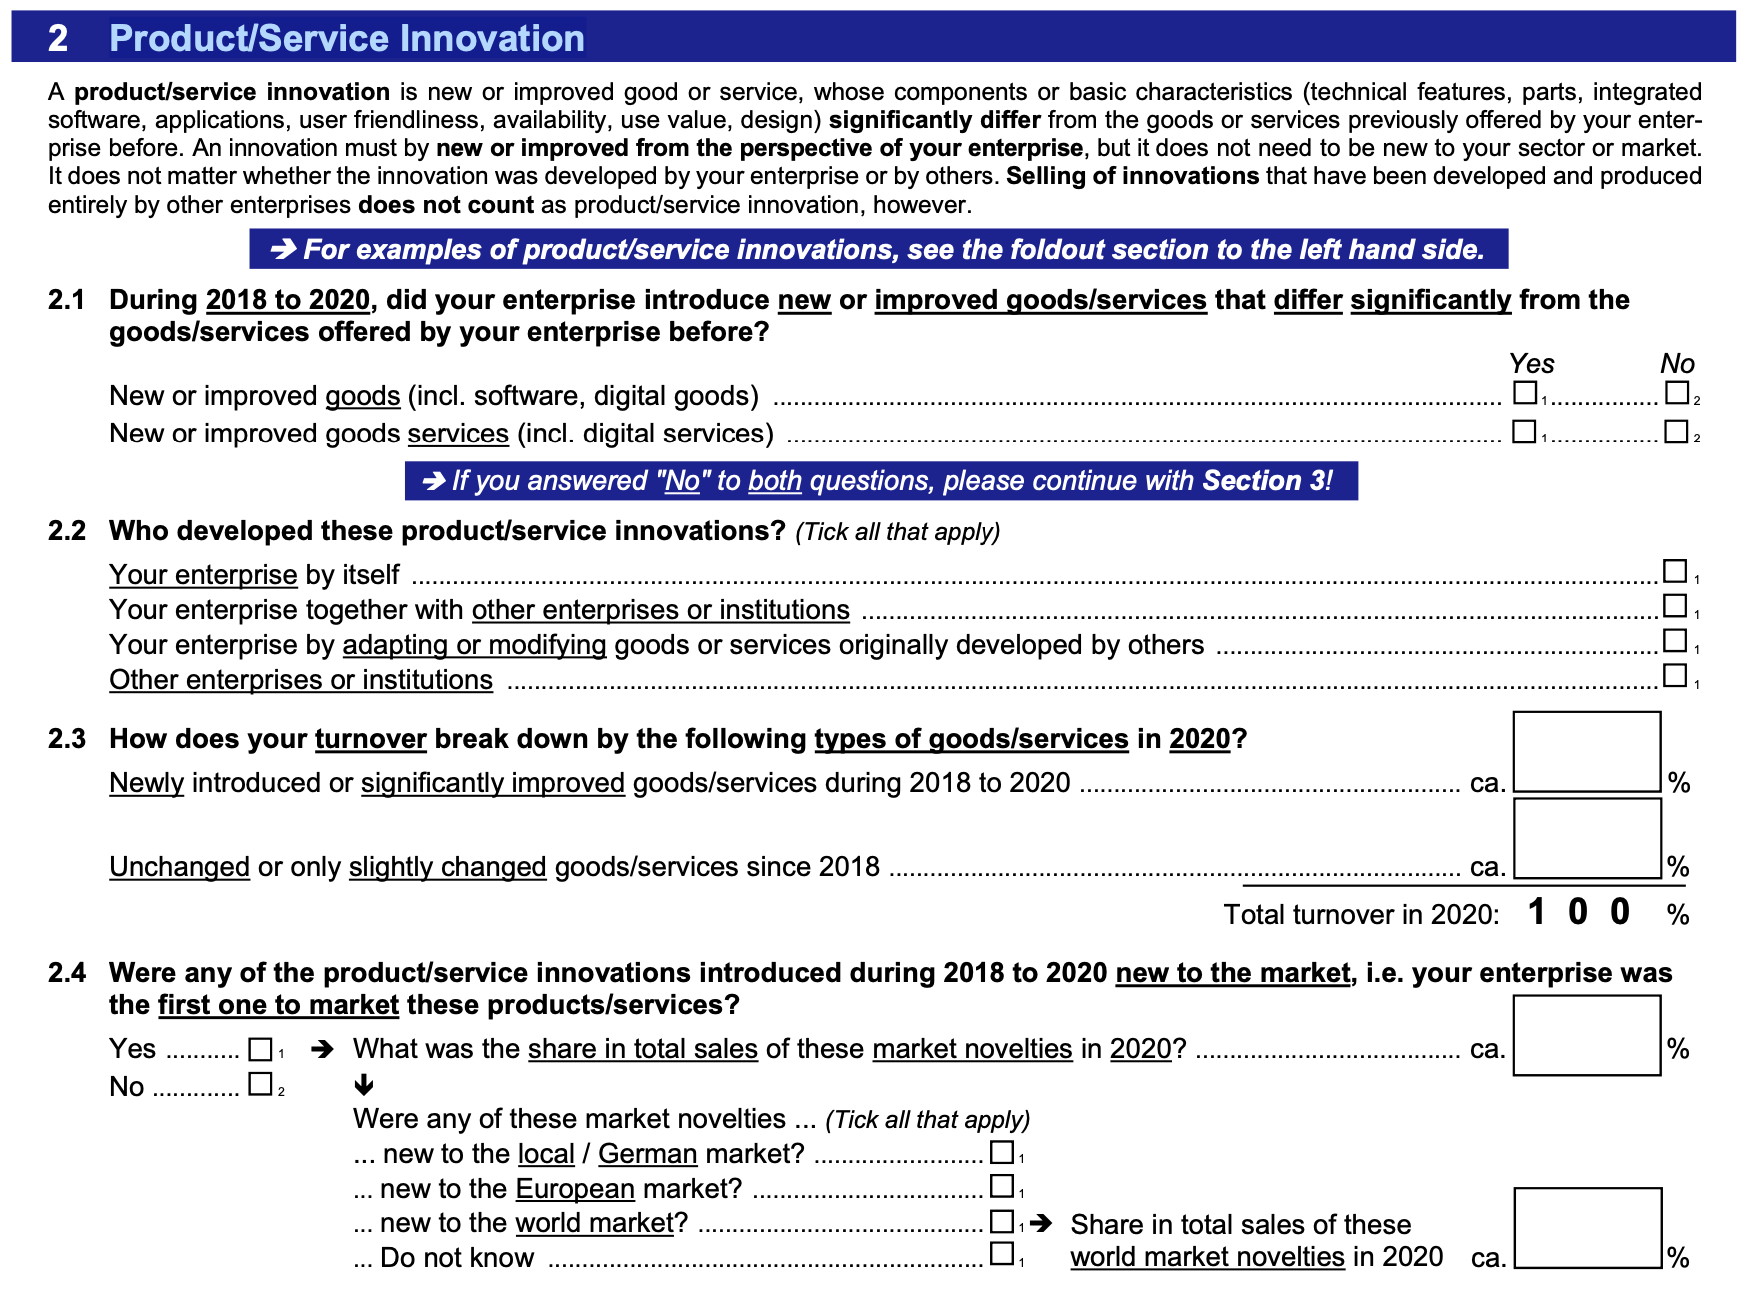 2 Product/Service Innovation
A product/service innovation is new or improved good or service, whose components or basic characteristics (technical features, parts, integrated
software, applications, user friendliness, availability, use value, design) significantly differ from the goods or services previously offered by your enter-
prise before. An innovation must by new or improved from the perspective of your enterprise, but it does not need to be new to your sector or market.
It does not matter whether the innovation was developed by your enterprise or by others. Selling of innovations that have been developed and produced
entirely by other enterprises does not count as product/service innovation, however.
➔ For examples of product/service innovations, see the foldout section to the left hand side.
2.1 During 2018 to 2020, did your enterprise introduce new or improved goods/services that differ significantly from the
goods/services offered by your enterprise before?
Yes No
New or improved goods (incl. software, digital goods) ........ ☐ 1 ........ ☐ 2
New or improved goods services (incl. digital services) ........ ☐ 1 ........ ☐ 2
➔ If you answered "No" to both questions, please continue with Section 3!
2.2 Who developed these product/service innovations? (Tick all that apply)
Your enterprise by itself ........ ☐ 1
Your enterprise together with other enterprises or institutions ........ ☐ 1
Your enterprise by adapting or modifying goods or services originally developed by others ........ ☐ 1
Other enterprises or institutions ........ ☐ 1
2.3 How does your turnover break down by the following types of goods/services in 2020?
Newly introduced or significantly improved goods/services during 2018 to 2020 ........ ca. %
Unchanged or only slightly changed goods/services since 2018 ........ ca. %
Total turnover in 2020: 1 0 0 %
2.4 Were any of the product/service innovations introduced during 2018 to 2020 new to the market, i.e. your enterprise was
the first one to market these products/services?
Yes ........ ☐ 1 ➔ What was the share in total sales of these market novelties in 2020? ........ ca. %
No ........ ☐ 2
Were any of these market novelties ... (Tick all that apply)
... new to the local / German market? ........ ☐ 1
... new to the European market? ........ ☐ 1
... new to the world market? ........ ☐ 1 ➔ Share in total sales of these
... Do not know ........ ☐ 1 world market novelties in 2020 ca. %